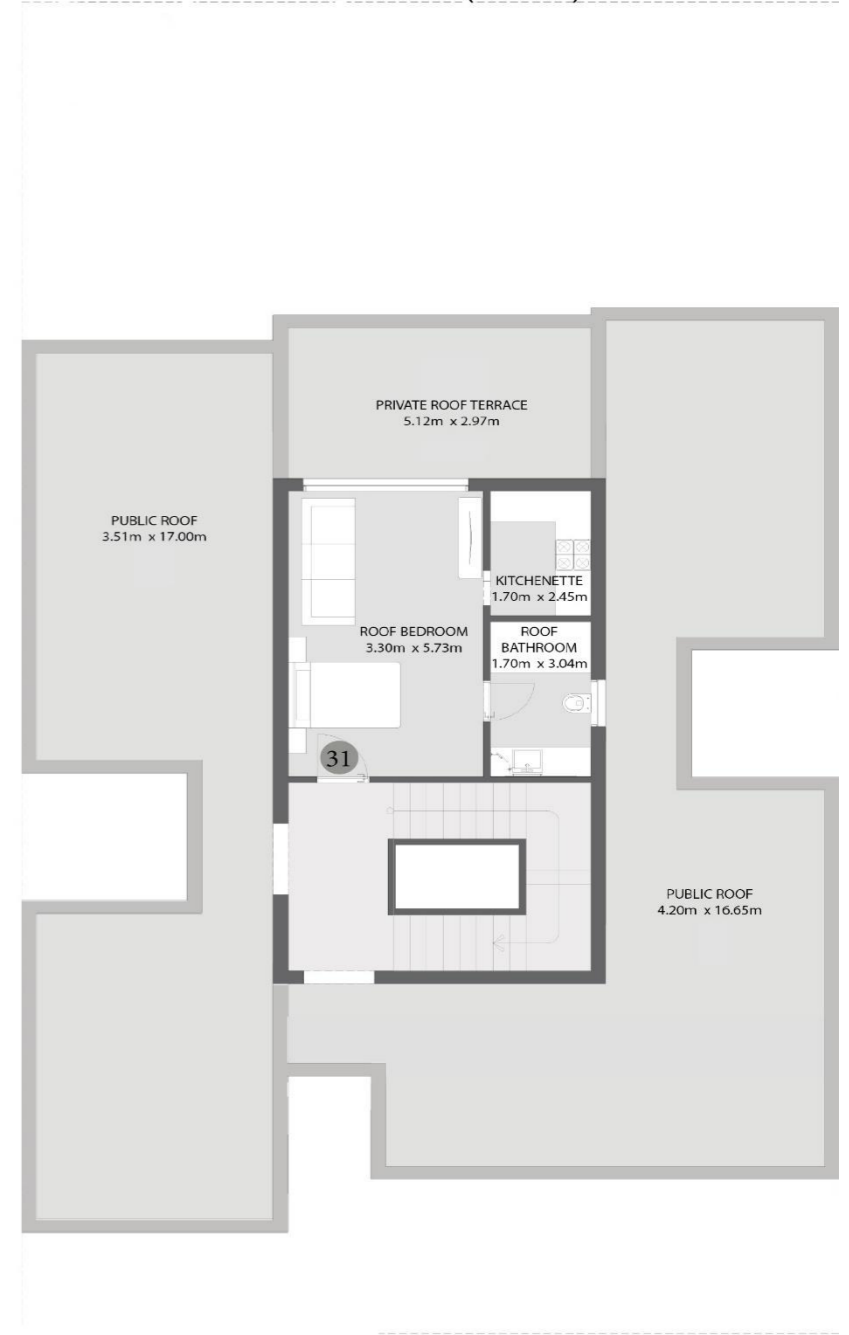 PRIVATE ROOF TERRACE
5.12m x 2.97m
PUBLIC ROOF
3.51m x 17.00m
KITCHENETTE
1.70m x 2.45m
ROOF BEDROOM
3.30m x 5.73m
ROOF
BATHROOM
1.70m x 3.04m
31
PUBLIC ROOF
4.20m x 16.65m